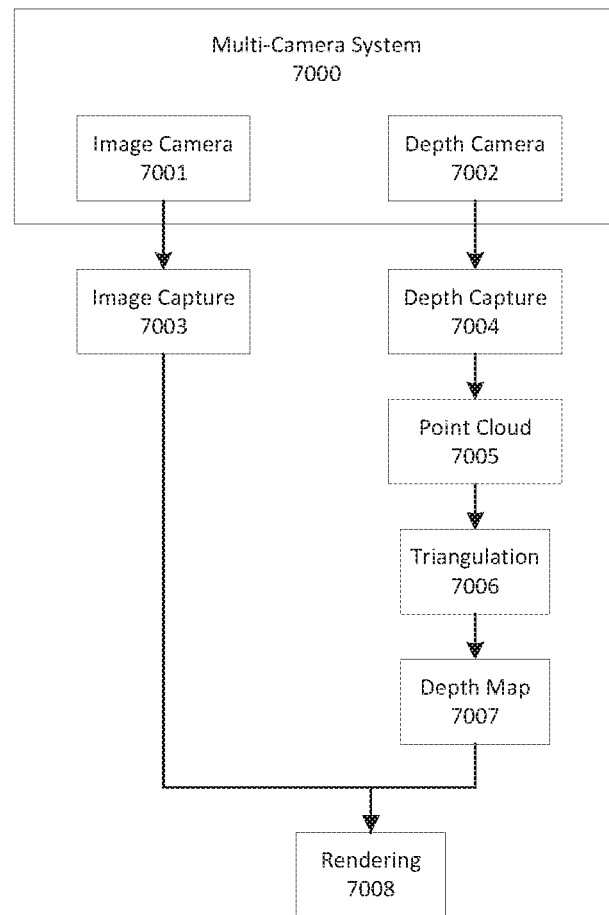 Multi-Camera System
7000
Image Camera
7001
Depth Camera
7002
Image Capture
7003
Depth Capture
7004
Point Cloud
7005
Triangulation
7006
Depth Map
7007
Rendering
7008